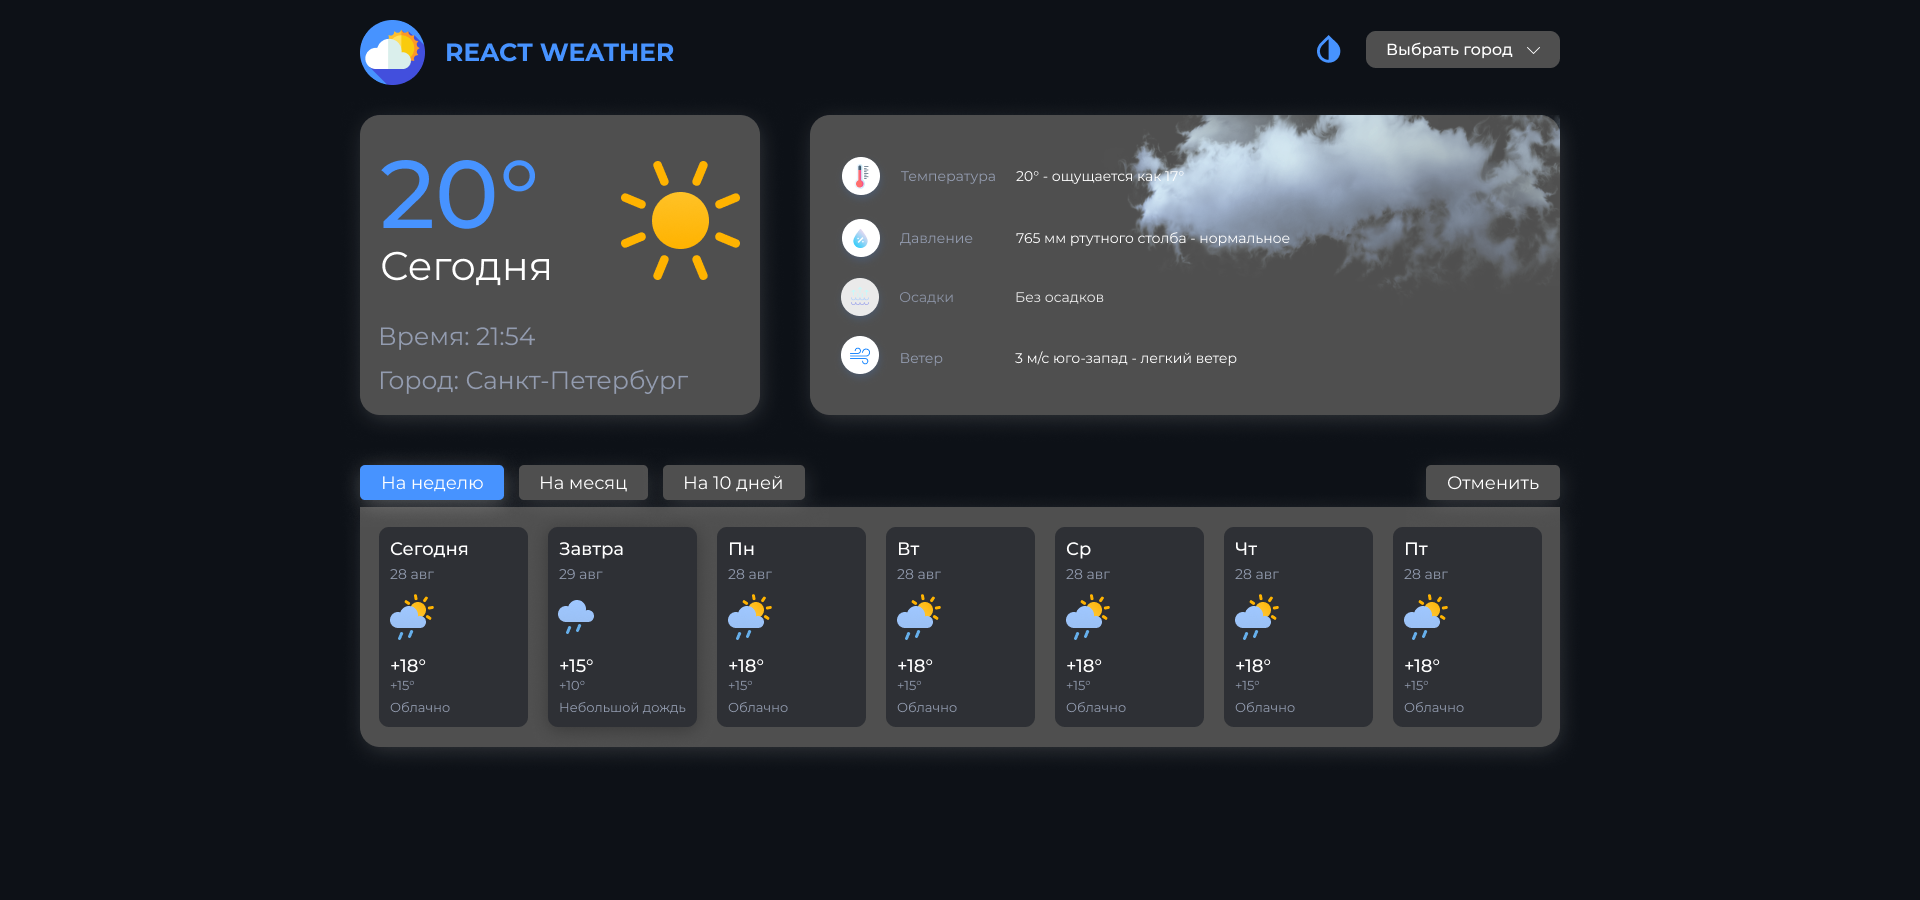 REACT WEATHER
Выбрать город
20°
Сегодня
Время: 21:54
Город: Санкт-Петербург
Температура 20° - ощущается как 17°
Давление 765 мм ртутного столба - нормальное
Осадки Без осадков
Ветер 3 м/с юго-запад - легкий ветер
На неделю На месяц На 10 дней Отменить
Сегодня Завтра Пн Вт Ср Чт Пт
28 авг 29 авг 28 авг 28 авг 28 авг 28 авг 28 авг
+18° +15° +18° +18° +18° +18° +18°
+15° +10° +15° +15° +15° +15° +15°
Облачно Небольшой дождь Облачно Облачно Облачно Облачно Облачно